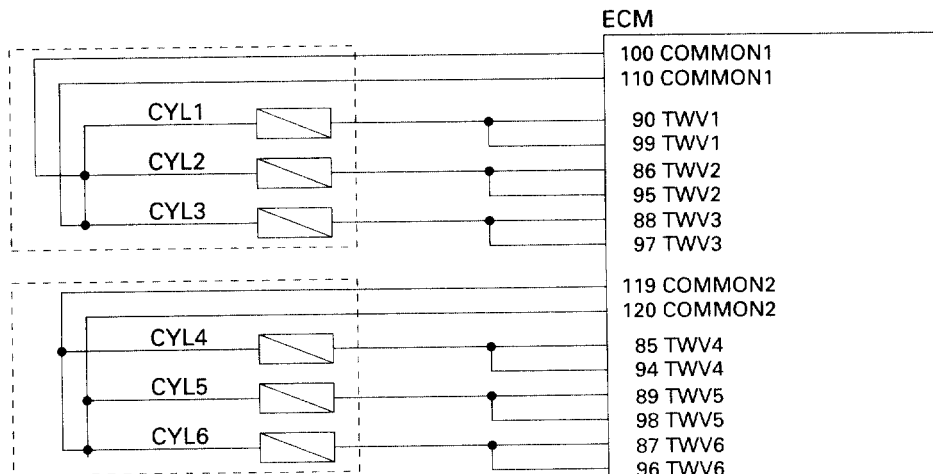 ECM
100 COMMON1
110 COMMON1
CYL1
90 TWV1
99 TWV1
CYL2
86 TWV2
95 TWV2
CYL3
88 TWV3
97 TWV3
119 COMMON2
120 COMMON2
CYL4
85 TWV4
94 TWV4
CYL5
89 TWV5
98 TWV5
CYL6
87 TWV6
96 TWV6